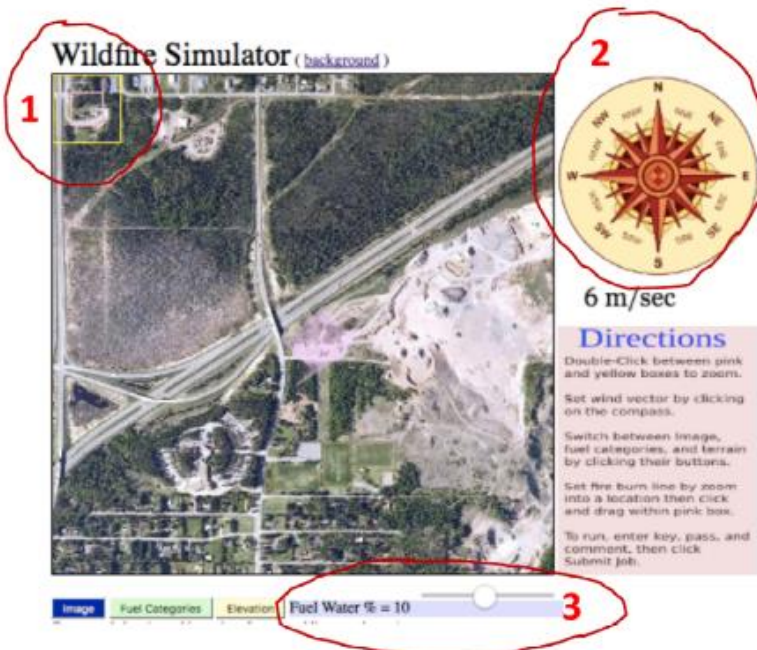 Wildfire Simulator ( background )
1
2
N
NNW
NNE
NW
NE
W
E
SW
SE
S
6 m/sec
Directions
Double-Click between pink
and yellow boxes to zoom.
Set wind vector by clicking
on the compass.
Switch between Image,
fuel categories, and terrain
by clicking their buttons.
Set fire burn line by zoom
into a location then click
and drag within pink box.
To run, enter key, pass, and
comment, then click
Submit Job.
Image
Fuel Categories
Elevation
Fuel Water % = 10
3